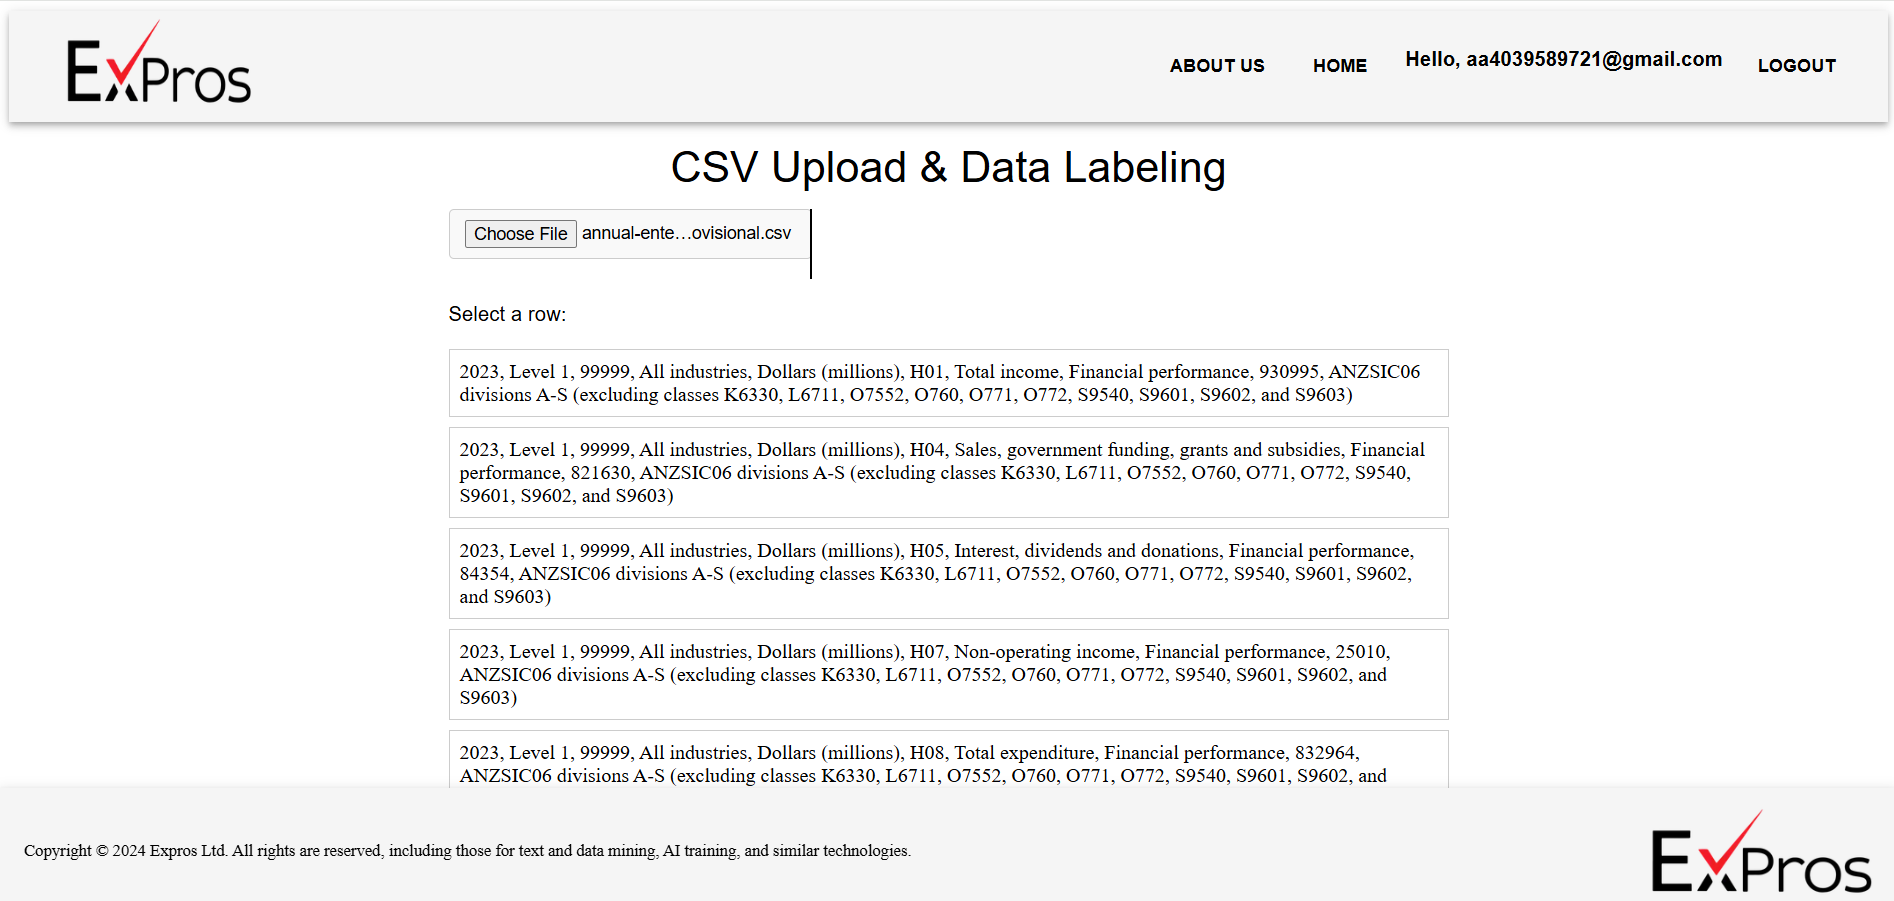 ExPros
ABOUT US
HOME
Hello, aa4039589721@gmail.com
LOGOUT
CSV Upload & Data Labeling
Choose File annual-ente...ovisional.csv
Select a row:
2023, Level 1, 99999, All industries, Dollars (millions), H01, Total income, Financial performance, 930995, ANZSIC06
divisions A-S (excluding classes K6330, L6711, O7552, O760, O771, O772, S9540, S9601, S9602, and S9603)
2023, Level 1, 99999, All industries, Dollars (millions), H04, Sales, government funding, grants and subsidies, Financial
performance, 821630, ANZSIC06 divisions A-S (excluding classes K6330, L6711, O7552, O760, O771, O772, S9540,
S9601, S9602, and S9603)
2023, Level 1, 99999, All industries, Dollars (millions), H05, Interest, dividends and donations, Financial performance,
84354, ANZSIC06 divisions A-S (excluding classes K6330, L6711, O7552, O760, O771, O772, S9540, S9601, S9602,
and S9603)
2023, Level 1, 99999, All industries, Dollars (millions), H07, Non-operating income, Financial performance, 25010,
ANZSIC06 divisions A-S (excluding classes K6330, L6711, O7552, O760, O771, O772, S9540, S9601, S9602, and
S9603)
2023, Level 1, 99999, All industries, Dollars (millions), H08, Total expenditure, Financial performance, 832964,
ANZSIC06 divisions A-S (excluding classes K6330, L6711, O7552, O760, O771, O772, S9540, S9601, S9602, and
Copyright © 2024 Expros Ltd. All rights are reserved, including those for text and data mining, AI training, and similar technologies.
ExPros